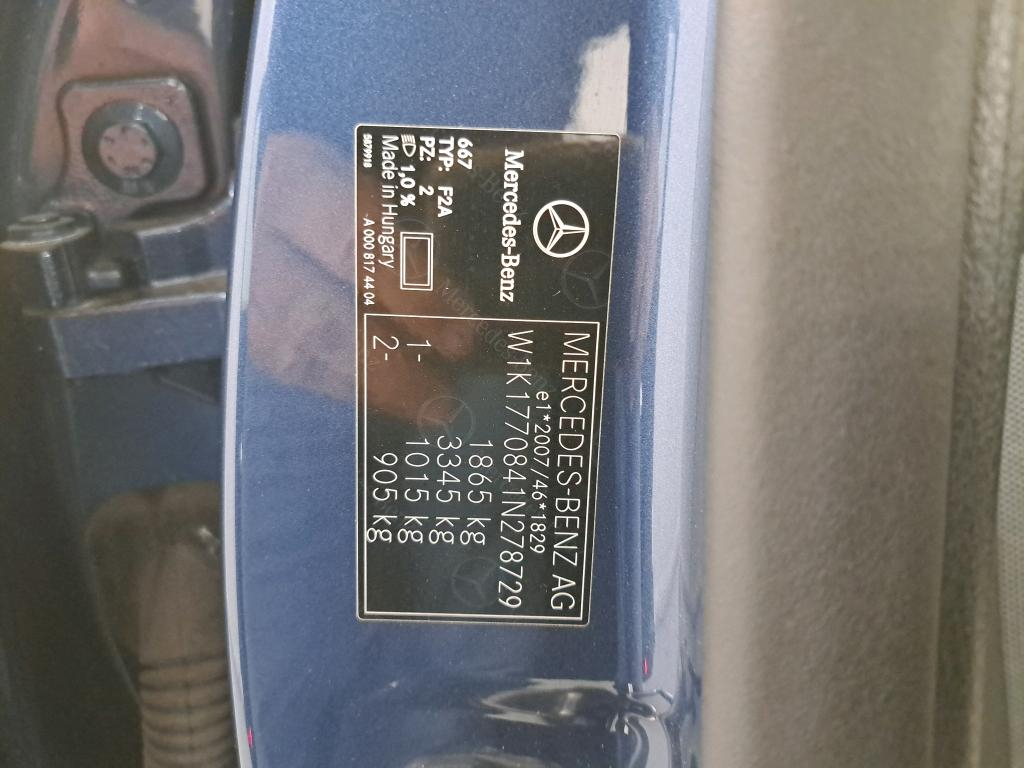 Mercedes-Benz
667
TYP: F2A
PZ: 2
1,0 %
Made in Hungary
A 000 817 44 04
MERCEDES-BENZ AG
e1*2007/46*1829
W1K1770841N278729
1865 kg
3345 kg
1- 1015 kg
2- 905 kg